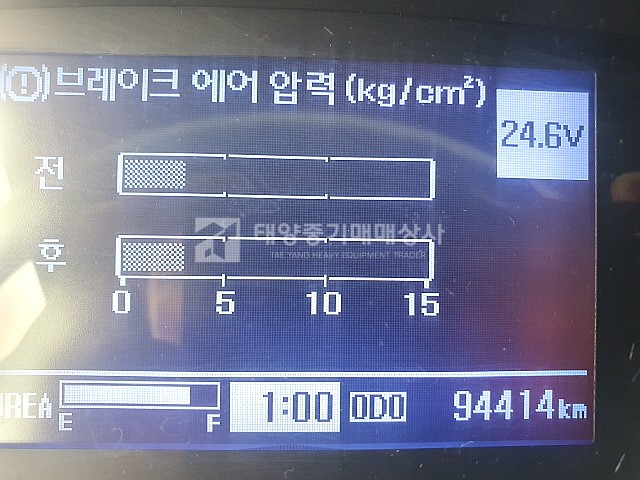 (!) 브레이크 에어 압력 (kg/cm²)
24.6V
전
태양중기매매상사
TAE YANG HEAVY EQUIPMENT TRADER
후
0 5 10 15
UREA E F 1:00 ODO 94414km